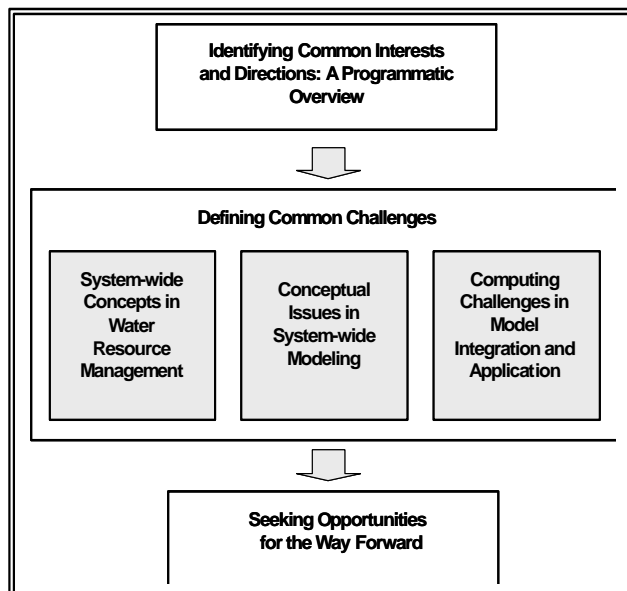 Identifying Common Interests
and Directions: A Programmatic
Overview
Defining Common Challenges
System-wide
Concepts in
Water
Resource
Management
Conceptual
Issues in
System-wide
Modeling
Computing
Challenges in
Model
Integration and
Application
Seeking Opportunities
for the Way Forward